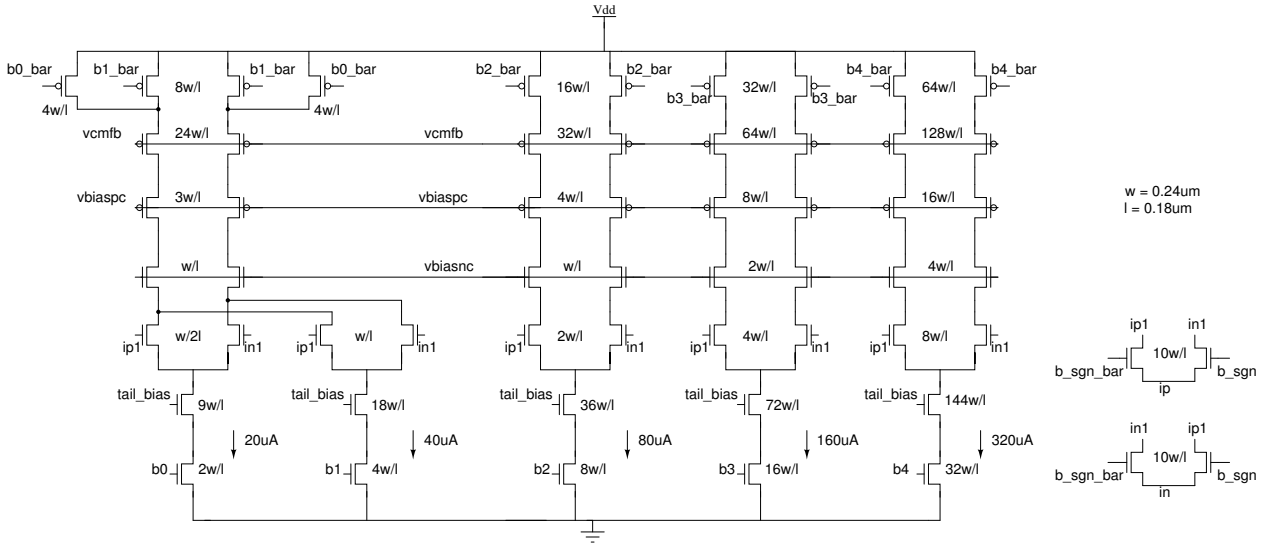 Vdd
b0_bar b1_bar b1_bar b0_bar b2_bar b2_bar b4_bar b4_bar
8w/l 16w/l 32w/l 64w/l
b3_bar b3_bar
4w/l 4w/l
vcmfb 24w/l vcmfb 32w/l 64w/l 128w/l
vbiaspc 3w/l vbiaspc 4w/l 8w/l 16w/l
w = 0.24um
l = 0.18um
w/l vbiasnc w/l 2w/l 4w/l
w/2l w/l 2w/l 4w/l 8w/l
ip1 in1 ip1 in1 ip1 in1 ip1 in1 ip1 in1
tail_bias 9w/l tail_bias 18w/l tail_bias 36w/l tail_bias 72w/l tail_bias 144w/l
20uA 40uA 80uA 160uA 320uA
b0 2w/l b1 4w/l b2 8w/l b3 16w/l b4 32w/l
ip1 in1
10w/l
b_sgn_bar b_sgn
ip
in1 ip1
10w/l
b_sgn_bar b_sgn
in